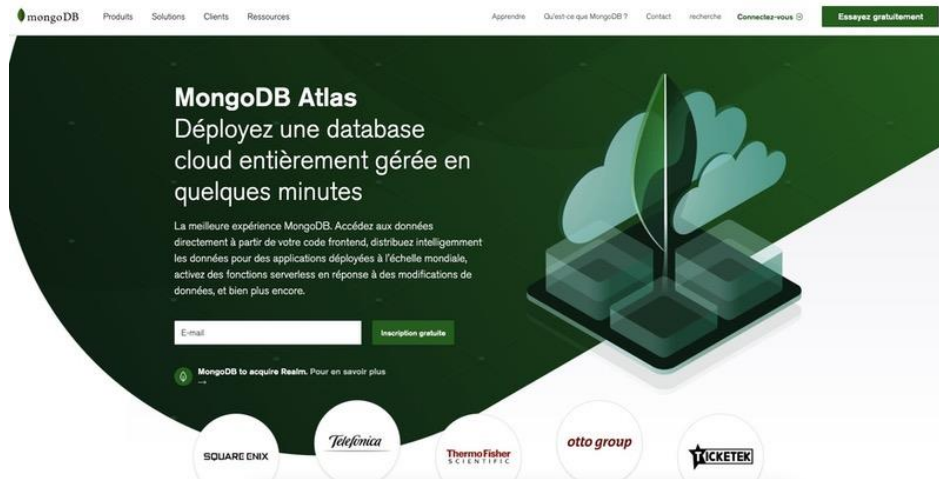 mongoDB Produits Solutions Clients Ressources Apprendre Qu'est-ce que MongoDB ? Contact recherche Connectez-vous Essayez gratuitement
MongoDB Atlas
Déployez une database
cloud entièrement gérée en
quelques minutes
La meilleure expérience MongoDB. Accédez aux données
directement à partir de votre code frontend, distribuez intelligemment
les données pour des applications déployées à l'échelle mondiale,
activez des fonctions serverless en réponse à des modifications de
données, et bien plus encore.
E-mail Inscription gratuite
MongoDB to acquire Realm. Pour en savoir plus
→
SQUARE ENIX Telefónica ThermoFisher otto group TICKETEK
SCIENTIFIC